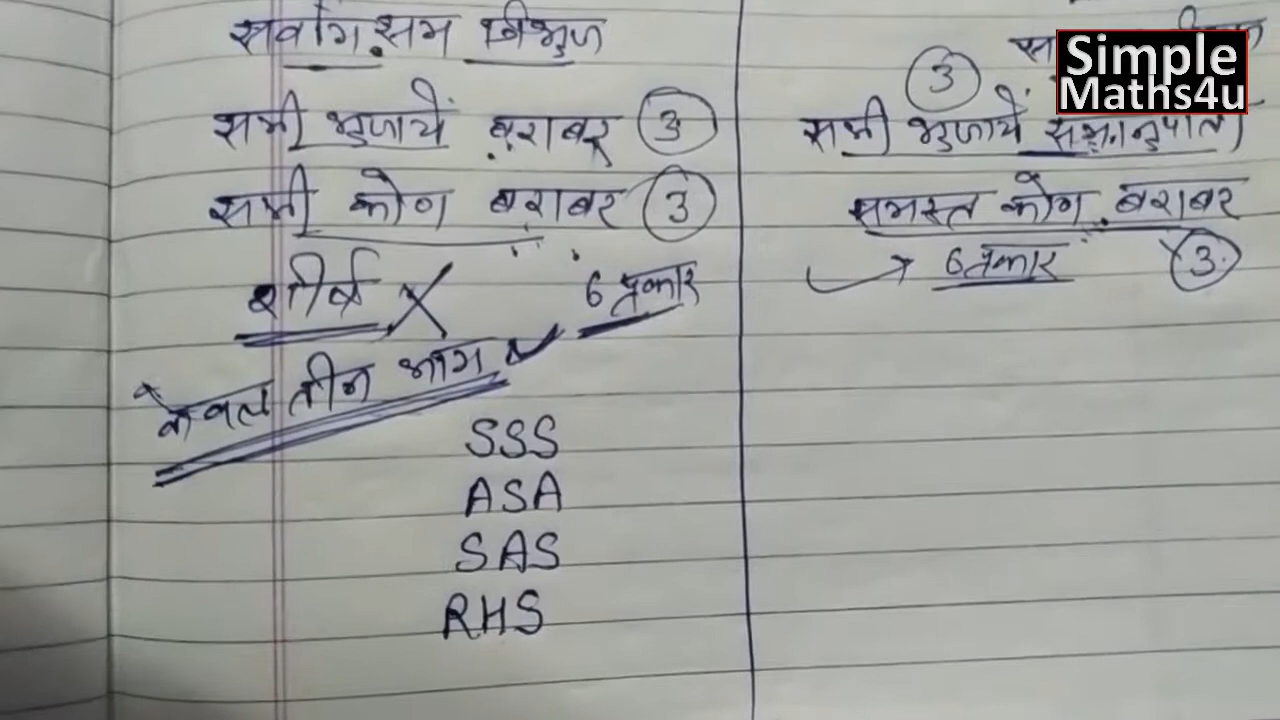 सर्वांग सम त्रिभुज
सभी भुजायें बराबर 3
सभी कोण बराबर 3
शीर्ष X
6 प्रकार
केवल तीन भाग
SSS
ASA
SAS
RHS
Simple
Maths4u
3
सभी भुजायें समानुपाती
समस्त कोण बराबर
6 प्रकार 3